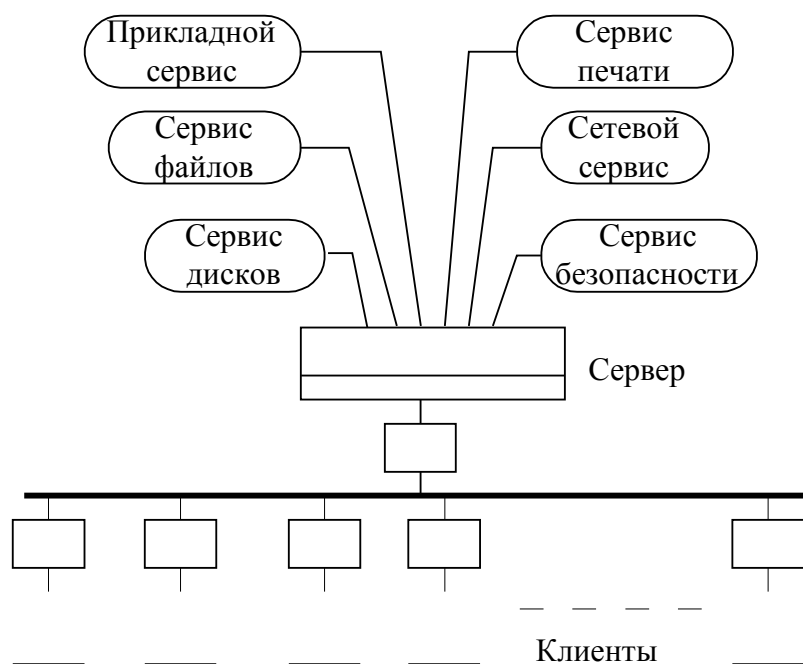 Прикладной
сервис
Сервис
печати
Сервис
файлов
Сетевой
сервис
Сервис
дисков
Сервис
безопасности
Сервер
Клиенты